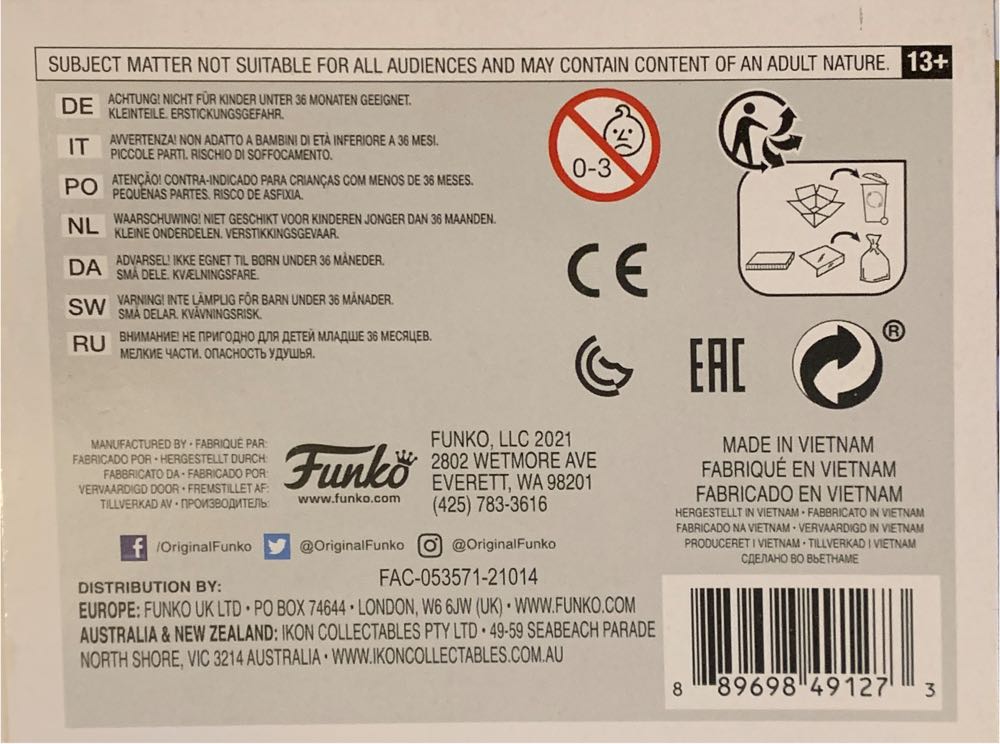 SUBJECT MATTER NOT SUITABLE FOR ALL AUDIENCES AND MAY CONTAIN CONTENT OF AN ADULT NATURE. 13+
DE ACHTUNG! NICHT FÜR KINDER UNTER 36 MONATEN GEEIGNET.
KLEINTEILE. ERSTICKUNGSGEFAHR.
IT AVVERTENZA! NON ADATTO A BAMBINI DI ETÀ INFERIORE A 36 MESI.
PICCOLE PARTI. RISCHIO DI SOFFOCAMENTO.
PO ATENÇÃO! CONTRA-INDICADO PARA CRIANÇAS COM MENOS DE 36 MESES.
PEQUENAS PARTES. RISCO DE ASFIXIA.
NL WAARSCHUWING! NIET GESCHIKT VOOR KINDEREN JONGER DAN 36 MAANDEN.
KLEINE ONDERDELEN. VERSTIKKINGSGEVAAR.
DA ADVARSEL! IKKE EGNET TIL BØRN UNDER 36 MÅNEDER.
SMÅ DELE. KVÆLNINGSFARE.
SW VARNING! INTE LÄMPLIG FÖR BARN UNDER 36 MÅNADER.
SMÅ DELAR. KVÄVNINGSRISK.
RU ВНИМАНИЕ! НЕ ПРИГОДНО ДЛЯ ДЕТЕЙ МЛАДШЕ 36 МЕСЯЦЕВ.
МЕЛКИЕ ЧАСТИ. ОПАСНОСТЬ УДУШЬЯ.
0-3
CE
EAC
®
MANUFACTURED BY • FABRIQUÉ PAR:
FABRICADO POR • HERGESTELLT DURCH:
FABBRICATO DA • FABRICADO POR:
VERVAARDIGD DOOR • FREMSTILLET AF:
TILLVERKAD AV • ПРОИЗВОДИТЕЛЬ:
Funko
www.funko.com
FUNKO, LLC 2021
2802 WETMORE AVE
EVERETT, WA 98201
(425) 783-3616
MADE IN VIETNAM
FABRIQUÉ EN VIETNAM
FABRICADO EN VIETNAM
HERGESTELLT IN VIETNAM • FABBRICATO IN VIETNAM
FABRICADO NA VIETNAM • VERVAARDIGD IN VIETNAM
PRODUCERET I VIETNAM • TILLVERKAD I VIETNAM
СДЕЛАНО ВО ВЬЕТНАМЕ
f /OriginalFunko @OriginalFunko @OriginalFunko
FAC-053571-21014
DISTRIBUTION BY:
EUROPE: FUNKO UK LTD • PO BOX 74644 • LONDON, W6 6JW (UK) • WWW.FUNKO.COM
AUSTRALIA & NEW ZEALAND: IKON COLLECTABLES PTY LTD • 49-59 SEABEACH PARADE
NORTH SHORE, VIC 3214 AUSTRALIA • WWW.IKONCOLLECTABLES.COM.AU
8 89698 49127 3